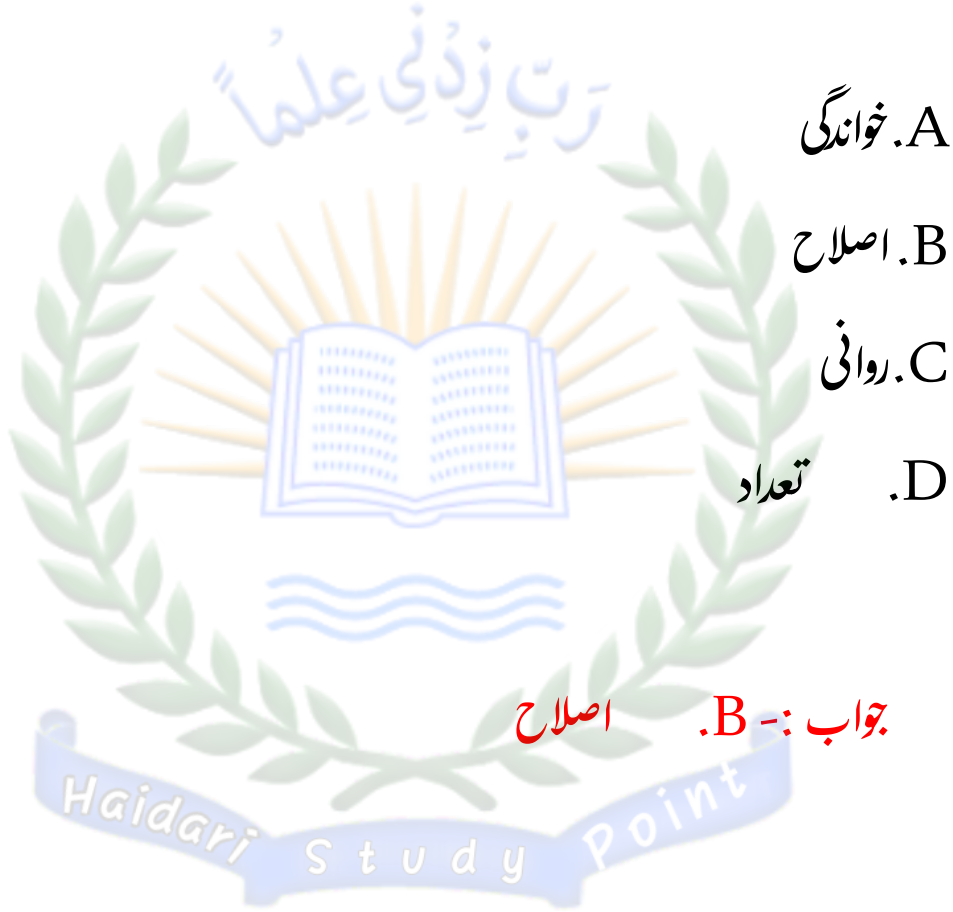 رَبِّ زِدْنِي عِلْماً
A. خواندگی
B. اصلاح
C. روانی
D. تعداد
جواب :- B. اصلاح
Haidari Study Point